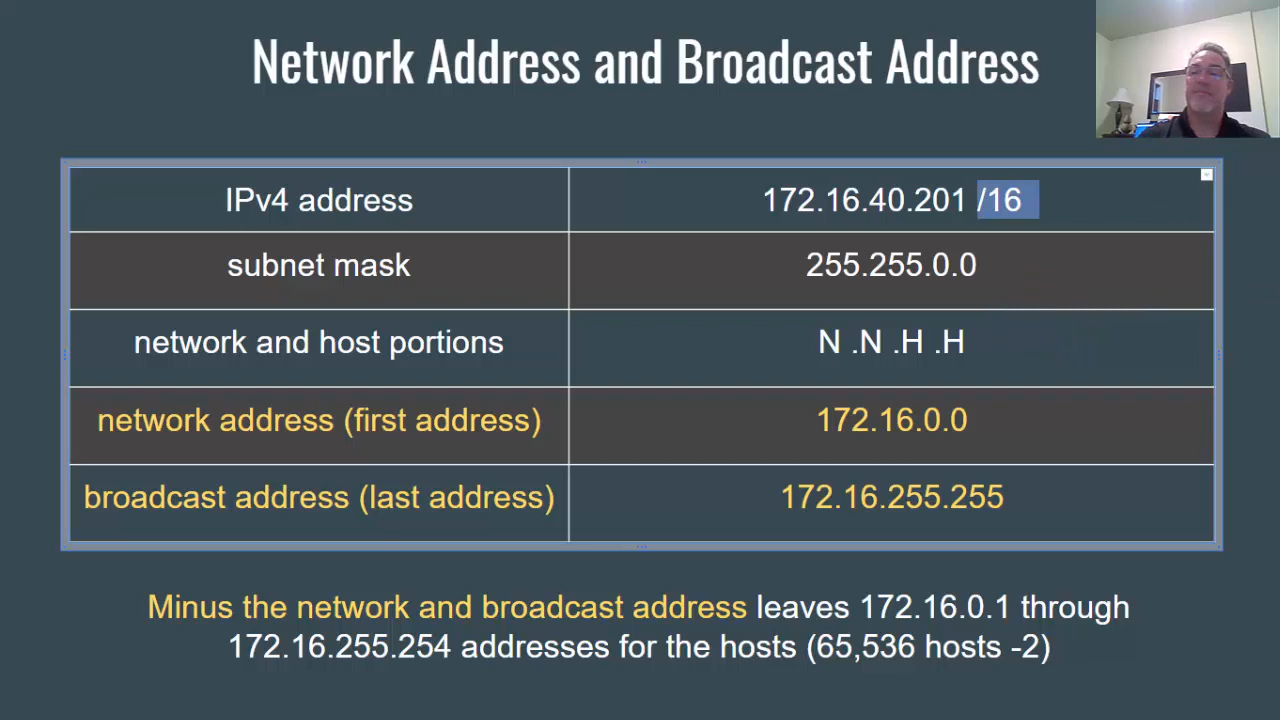 Network Address and Broadcast Address
IPv4 address 172.16.40.201 /16
subnet mask 255.255.0.0
network and host portions N .N .H .H
network address (first address) 172.16.0.0
broadcast address (last address) 172.16.255.255
Minus the network and broadcast address leaves 172.16.0.1 through
172.16.255.254 addresses for the hosts (65,536 hosts -2)